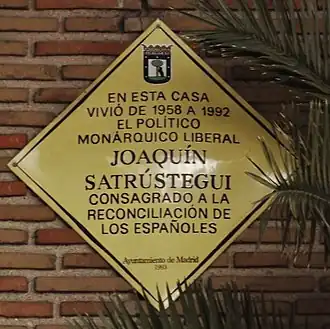 EN ESTA CASA
VIVIÓ DE 1958 A 1992
EL POLÍTICO
MONÁRQUICO LIBERAL
JOAQUÍN
SATRÚSTEGUI
CONSAGRADO A LA
RECONCILIACIÓN DE
LOS ESPAÑOLES
Ayuntamiento de Madrid
1993